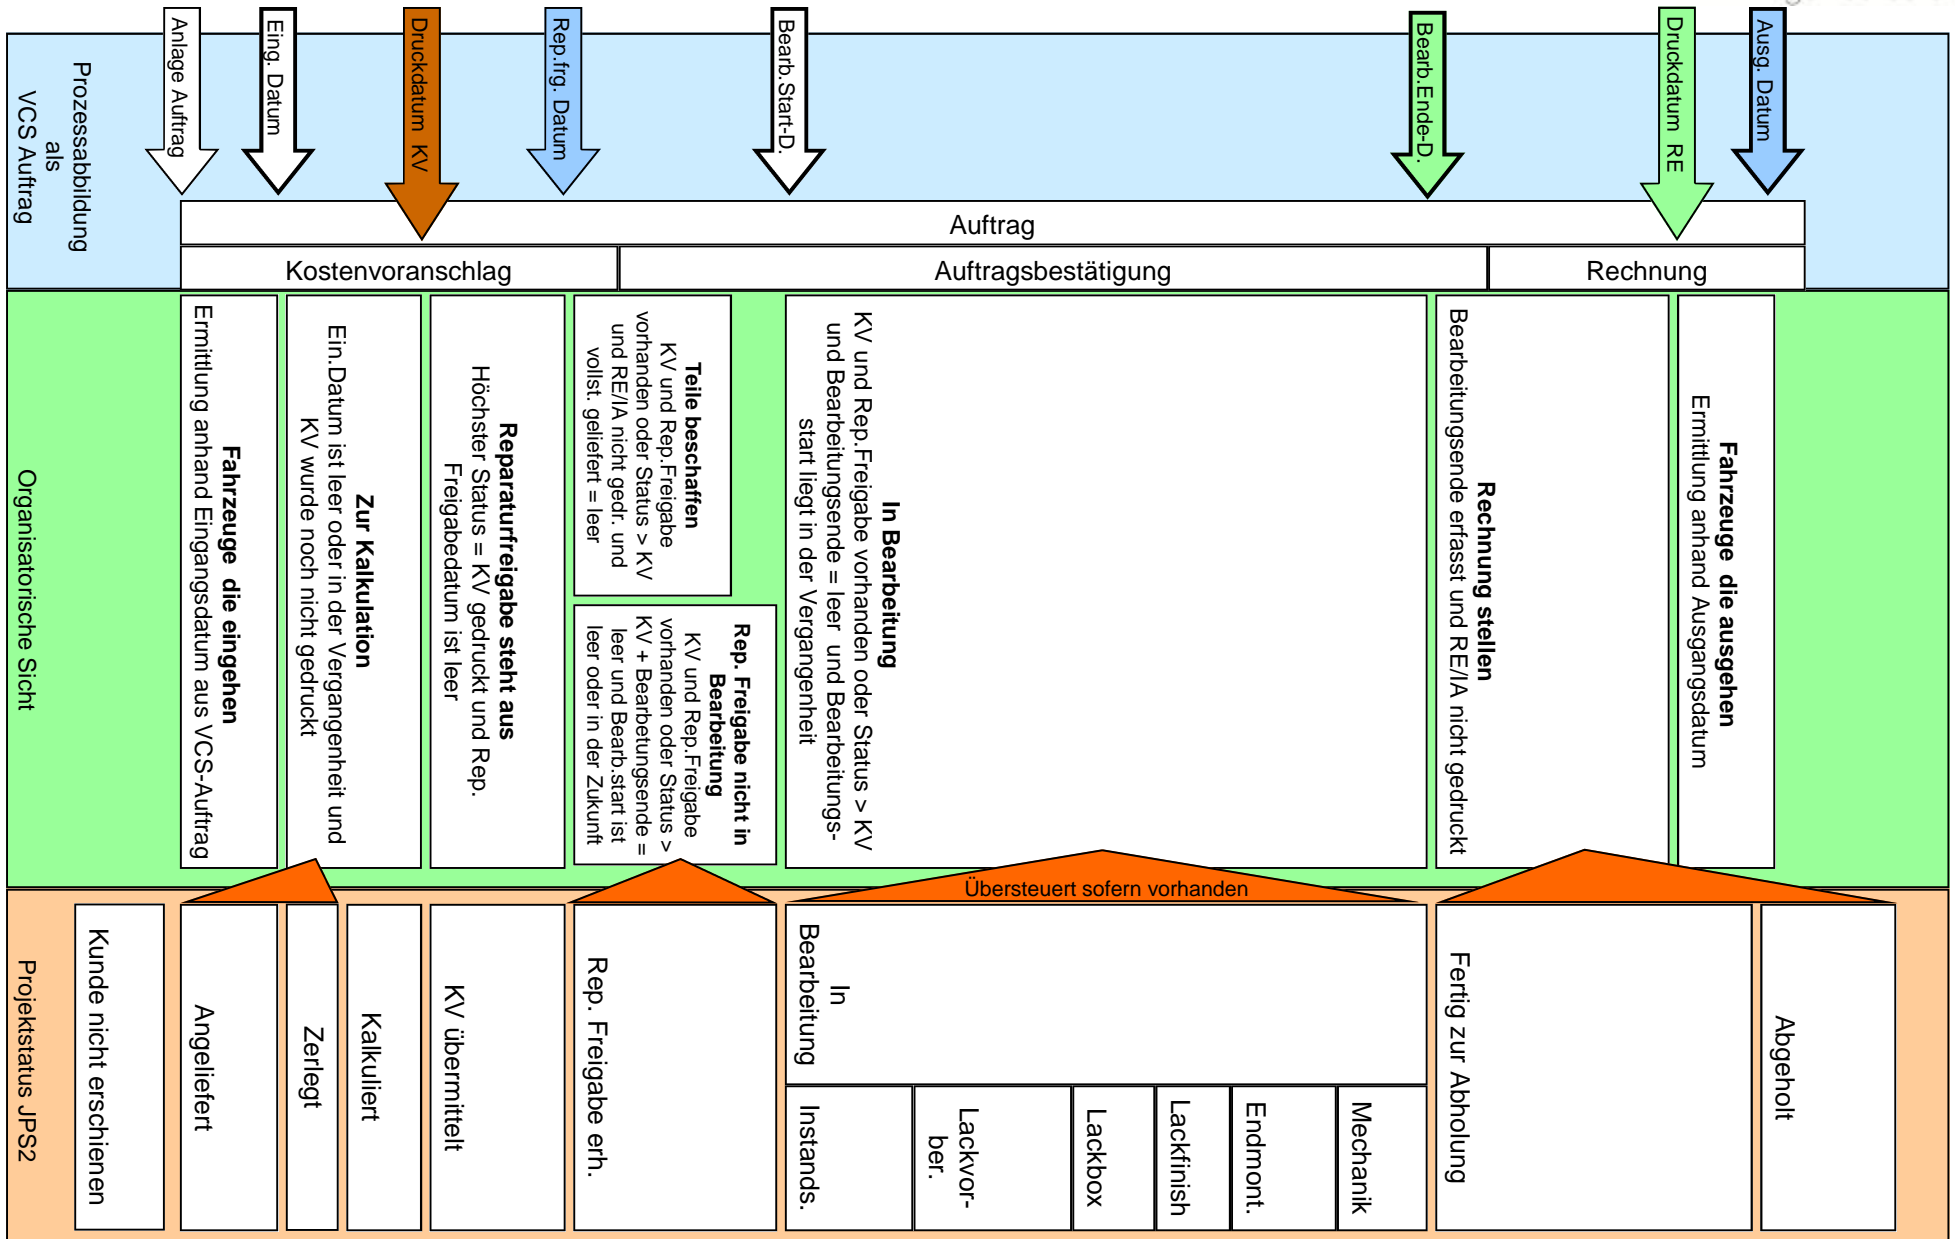 Anlage Auftrag
Eing. Datum
Druckdatum KV
Rep.frg. Datum
Bearb.Start-D.
Bearb.Ende-D.
Druckdatum RE
Ausg. Datum
Prozessabbildung
als
VCS Auftrag
Auftrag
Kostenvoranschlag
Auftragsbestätigung
Rechnung
Organisatorische Sicht
Fahrzeuge die eingehen
Ermittlung anhand Eingangsdatum aus VCS-Auftrag
Zur Kalkulation
Ein.Datum ist leer oder in der Vergangenheit und
KV wurde noch nicht gedruckt
Reparaturfreigabe steht aus
Höchster Status = KV gedruckt und Rep.
Freigabedatum ist leer
Teile beschaffen
KV und Rep.Freigabe
vorhanden oder Status > KV
und RE/IA nicht gedr. und
vollst. geliefert = leer
Rep. Freigabe nicht in
Bearbeitung
KV und Rep.Freigabe
vorhanden oder Status >
KV + Bearbetungsende =
leer und Bearb.start ist
leer oder in der Zukunft
In Bearbeitung
KV und Rep.Freigabe vorhanden oder Status > KV
und Bearbeitungsende = leer und Bearbeitungs-
start liegt in der Vergangenheit
Rechnung stellen
Bearbeitungsende erfasst und RE/IA nicht gedruckt
Fahrzeuge die ausgehen
Ermittlung anhand Ausgangsdatum
Übersteuert sofern vorhanden
Projektstatus JPS2
Kunde nicht erschienen
Angeliefert
Zerlegt
Kalkuliert
KV übermittelt
Rep. Freigabe erh.
In
Bearbeitung
Instands.
Lackvor-
ber.
Lackbox
Lackfinish
Endmont.
Mechanik
Fertig zur Abholung
Abgeholt